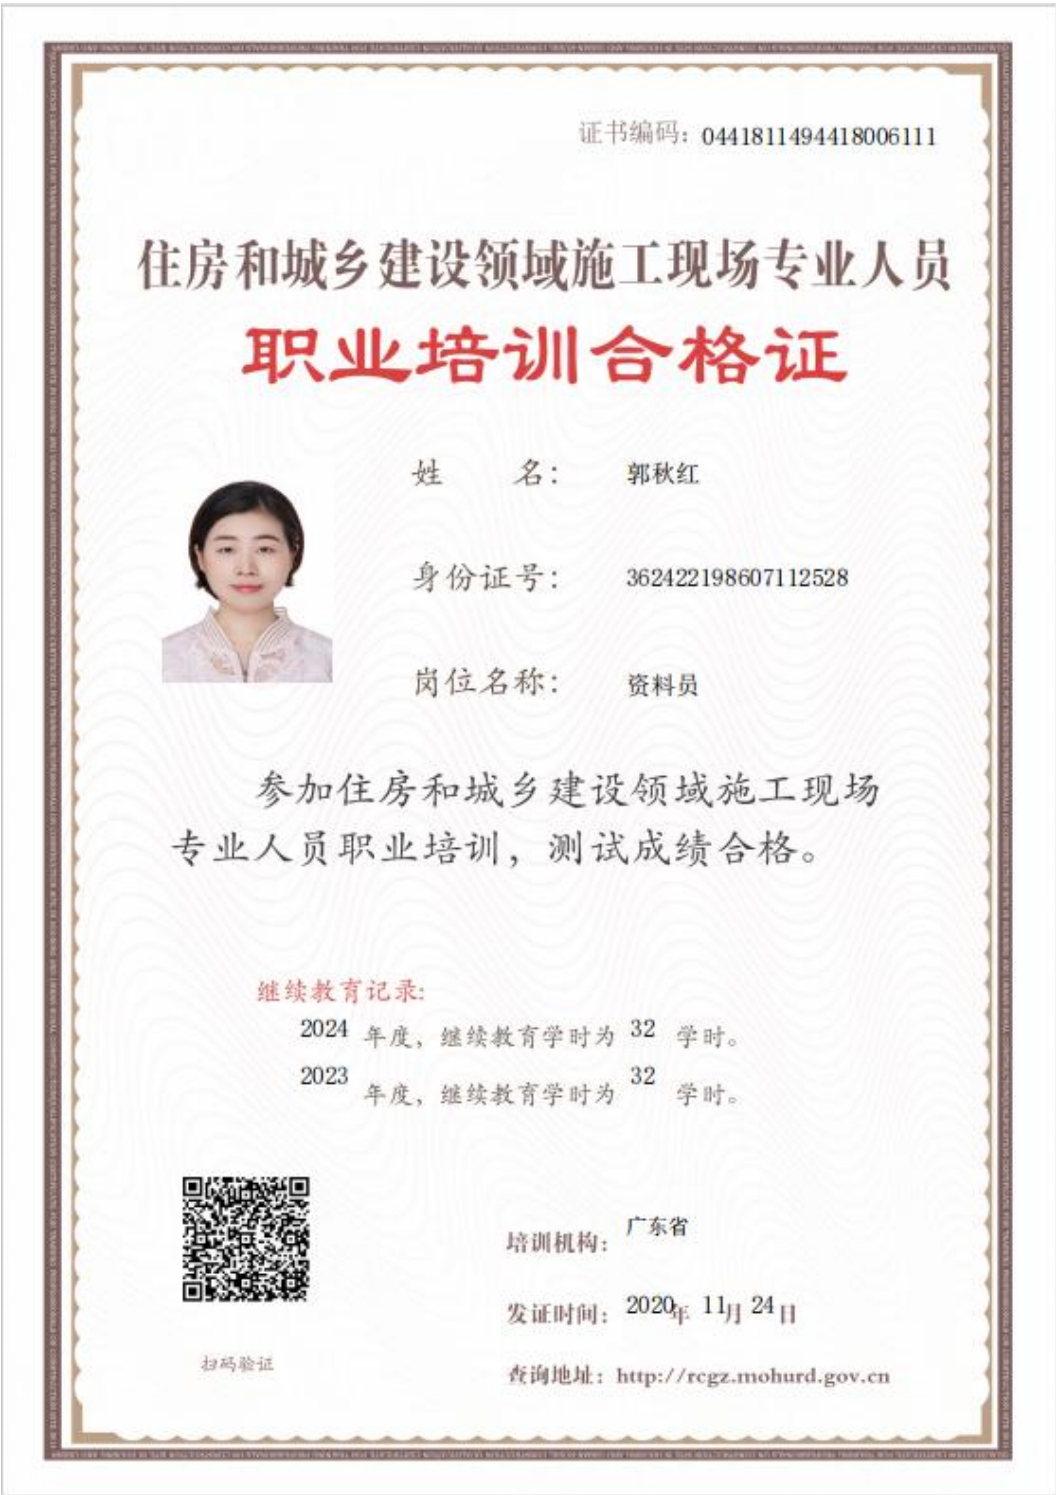 证书编码：0441811494418006111
住房和城乡建设领域施工现场专业人员
职业培训合格证
姓 名： 郭秋红
身份证号： 362422198607112528
岗位名称： 资料员
参加住房和城乡建设领域施工现场
专业人员职业培训，测试成绩合格。
继续教育记录:
2024 年度，继续教育学时为 32 学时。
2023 年度，继续教育学时为 32 学时。
培训机构： 广东省
发证时间： 2020年 11月 24日
扫码验证
查询地址：http://rcgz.mohurd.gov.cn